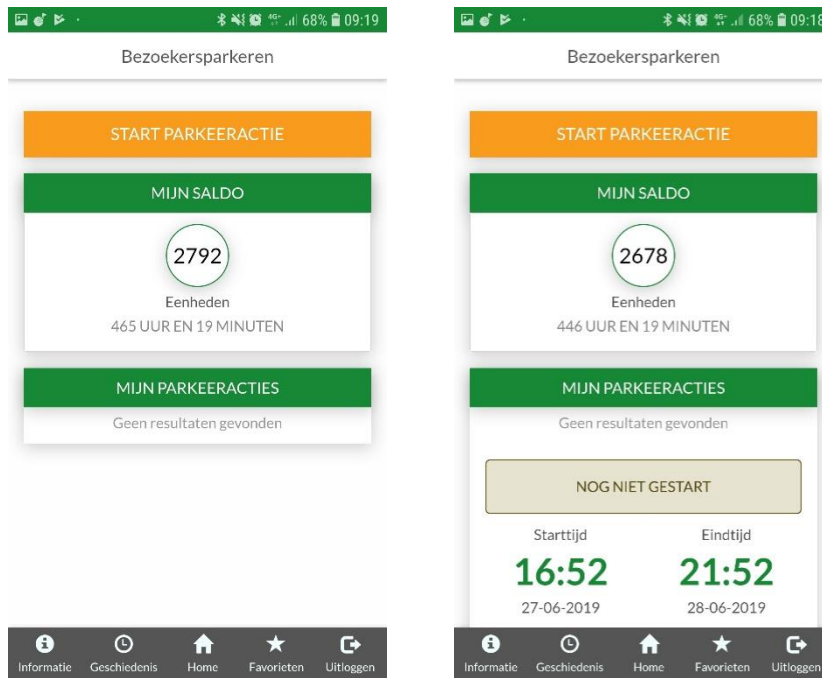 68% 09:19
Bezoekersparkeren
START PARKEERACTIE
MIJN SALDO
2792
Eenheden
465 UUR EN 19 MINUTEN
MIJN PARKEERACTIES
Geen resultaten gevonden
Informatie Geschiedenis Home Favorieten Uitloggen
4G+ 68% 09:18
Bezoekersparkeren
START PARKEERACTIE
MIJN SALDO
2678
Eenheden
446 UUR EN 19 MINUTEN
MIJN PARKEERACTIES
Geen resultaten gevonden
NOG NIET GESTART
Starttijd Eindtijd
16:52 21:52
27-06-2019 28-06-2019
Informatie Geschiedenis Home Favorieten Uitloggen